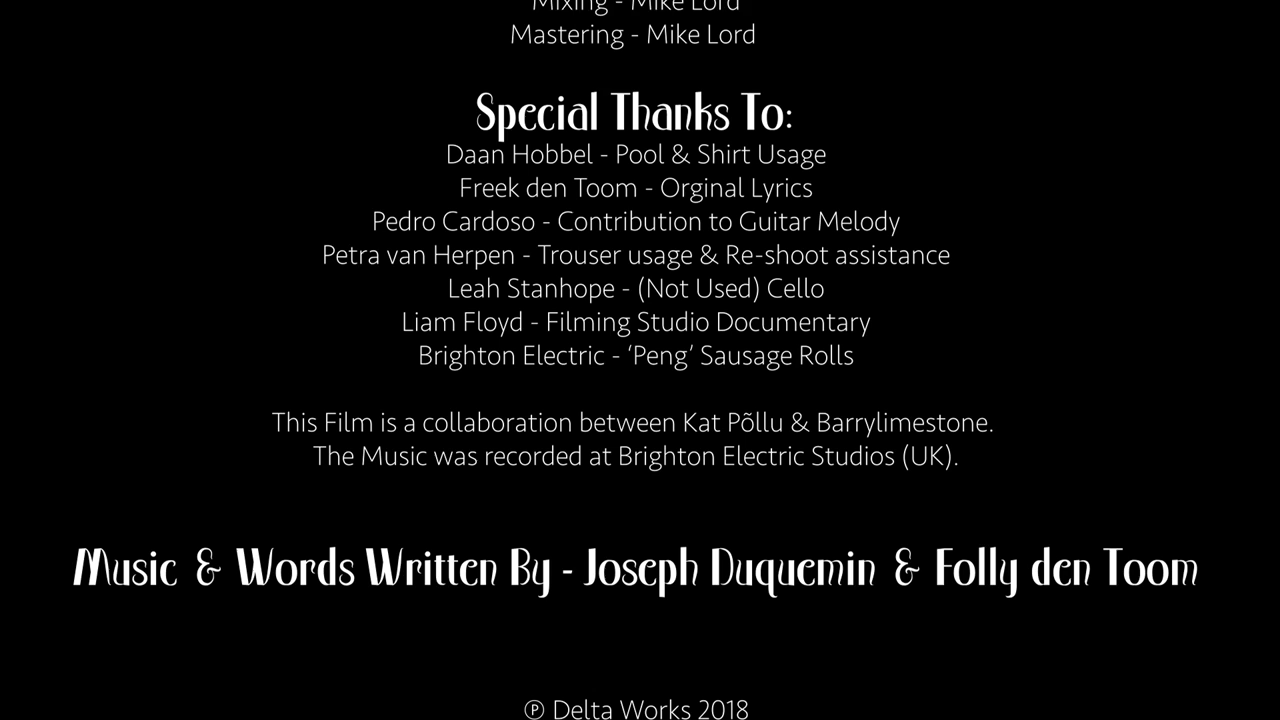 Mixing - Mike Lord
Mastering - Mike Lord
Special Thanks To:
Daan Hobbel - Pool & Shirt Usage
Freek den Toom - Orginal Lyrics
Pedro Cardoso - Contribution to Guitar Melody
Petra van Herpen - Trouser usage & Re-shoot assistance
Leah Stanhope - (Not Used) Cello
Liam Floyd - Filming Studio Documentary
Brighton Electric - ‘Peng’ Sausage Rolls
This Film is a collaboration between Kat Põllu & Barrylimestone.
The Music was recorded at Brighton Electric Studios (UK).
Music & Words Written By - Joseph Duquemin & Folly den Toom
℗ Delta Works 2018